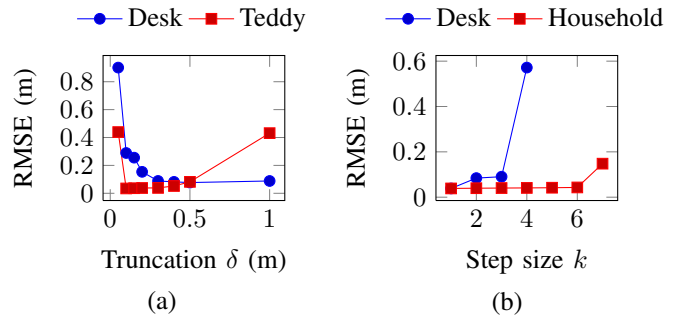 Desk Teddy
RMSE (m)
0.8
0.6
0.4
0.2
0
0 0.5 1
Truncation δ (m)
(a)
Desk Household
RMSE (m)
0.6
0.4
0.2
0
2 4 6
Step size k
(b)